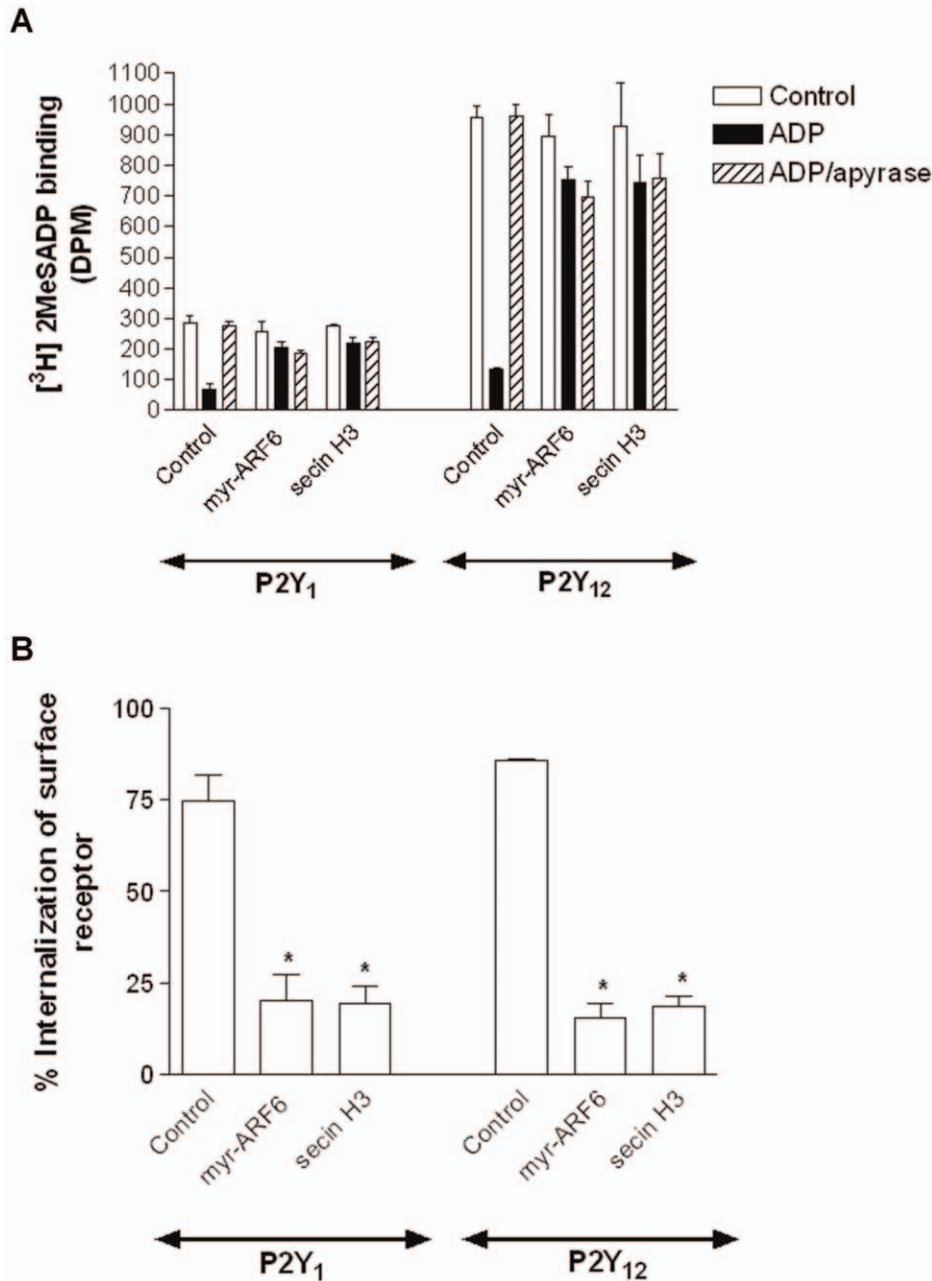 A
[³H] 2MeSADP binding
(DPM)
1100
1000
900
800
700
600
500
400
300
200
100
0
Control
ADP
ADP/apyrase
Control
myr-ARF6
secin H3
Control
myr-ARF6
secin H3
P2Y₁
P2Y₁₂
B
% Internalization of surface
receptor
100
75
50
25
0
*
*
*
*
Control
myr-ARF6
secin H3
Control
myr-ARF6
secin H3
P2Y₁
P2Y₁₂